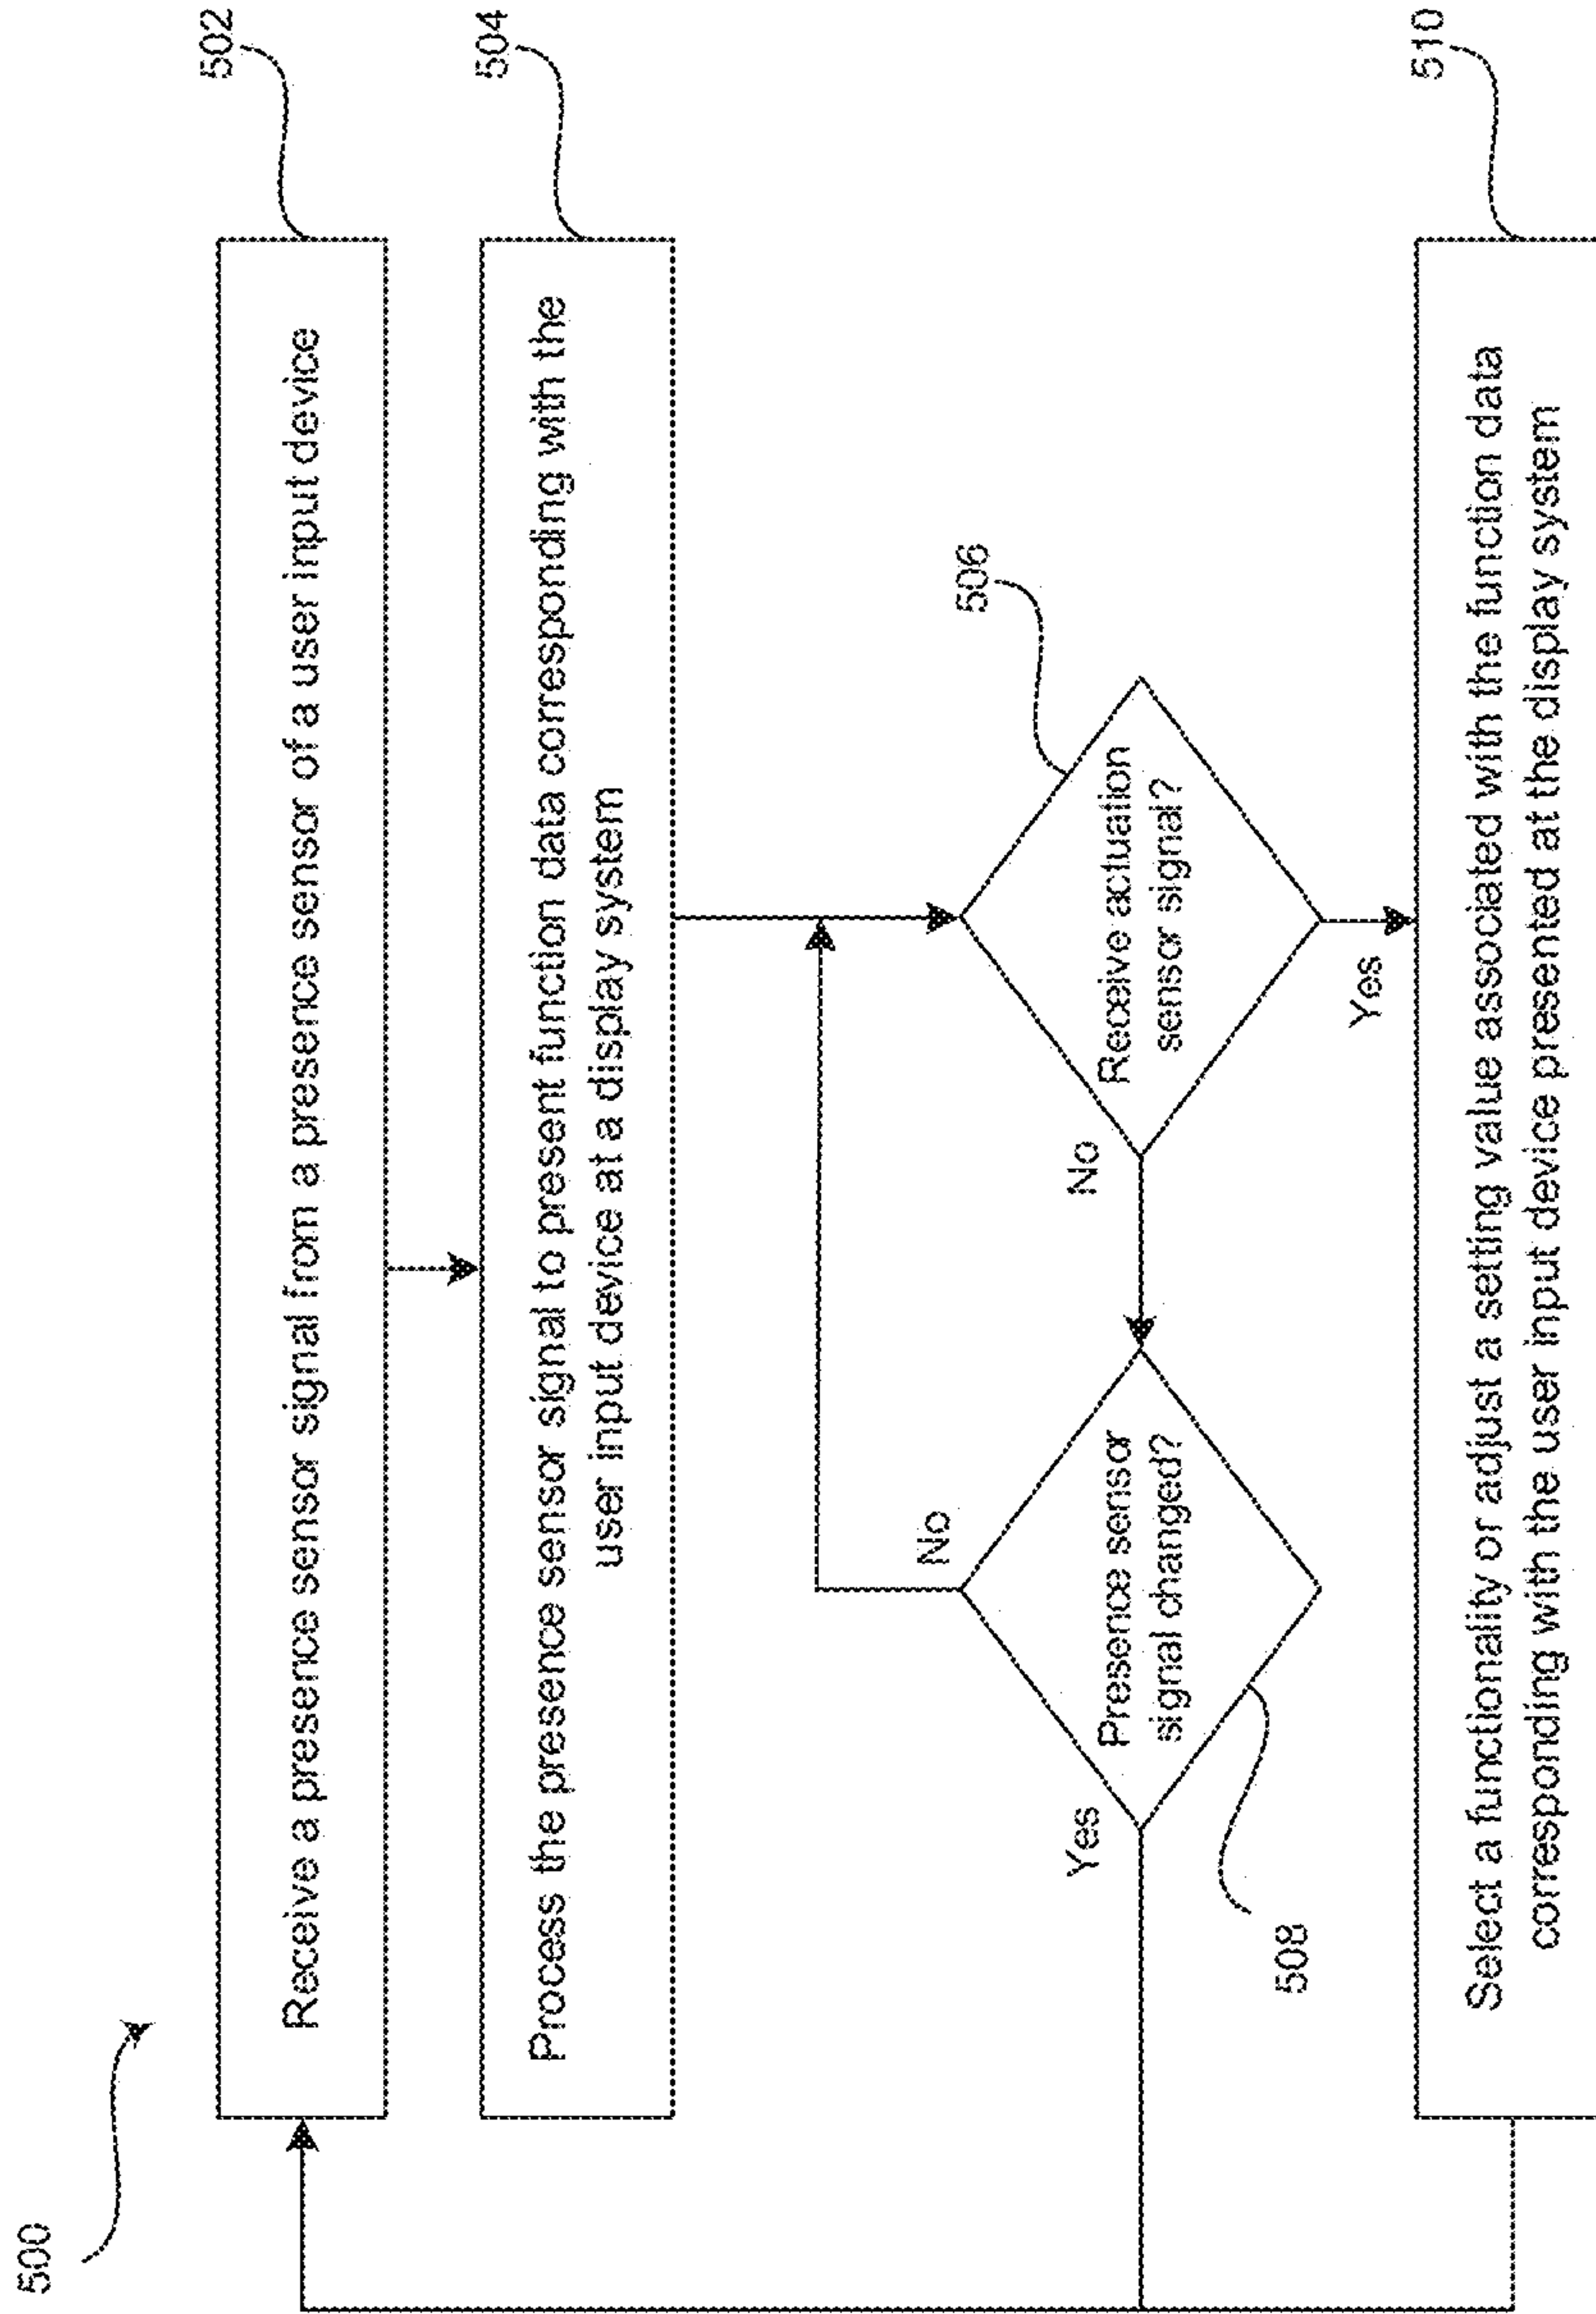 500
502
Receive a presence sensor signal from a presence sensor of a user input device
504
Process the presence sensor signal to present function data corresponding with the
user input device at a display system
506
Receive actuation
sensor signal?
No
Yes
Presence sensor
signal changed?
No
Yes
508
510
Select a functionality or adjust a setting value associated with the function data
corresponding with the user input device presented at the display system